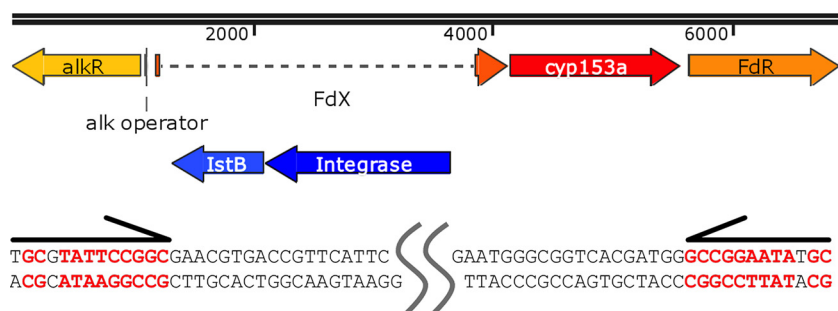 2000 4000 6000
alkR cyp153a FdR
FdX
alk operator
IstB Integrase
TGCGTATTCCGGCGAACGTGACCGTTCATTC GAATGGGCGGTCACGATGGGCCGGAATATGC
ACGCATAAGGCCGCTTGCACTGGCAAGTAAGG TTACCCGCCAGTGCTACCCGGCCTTATACG